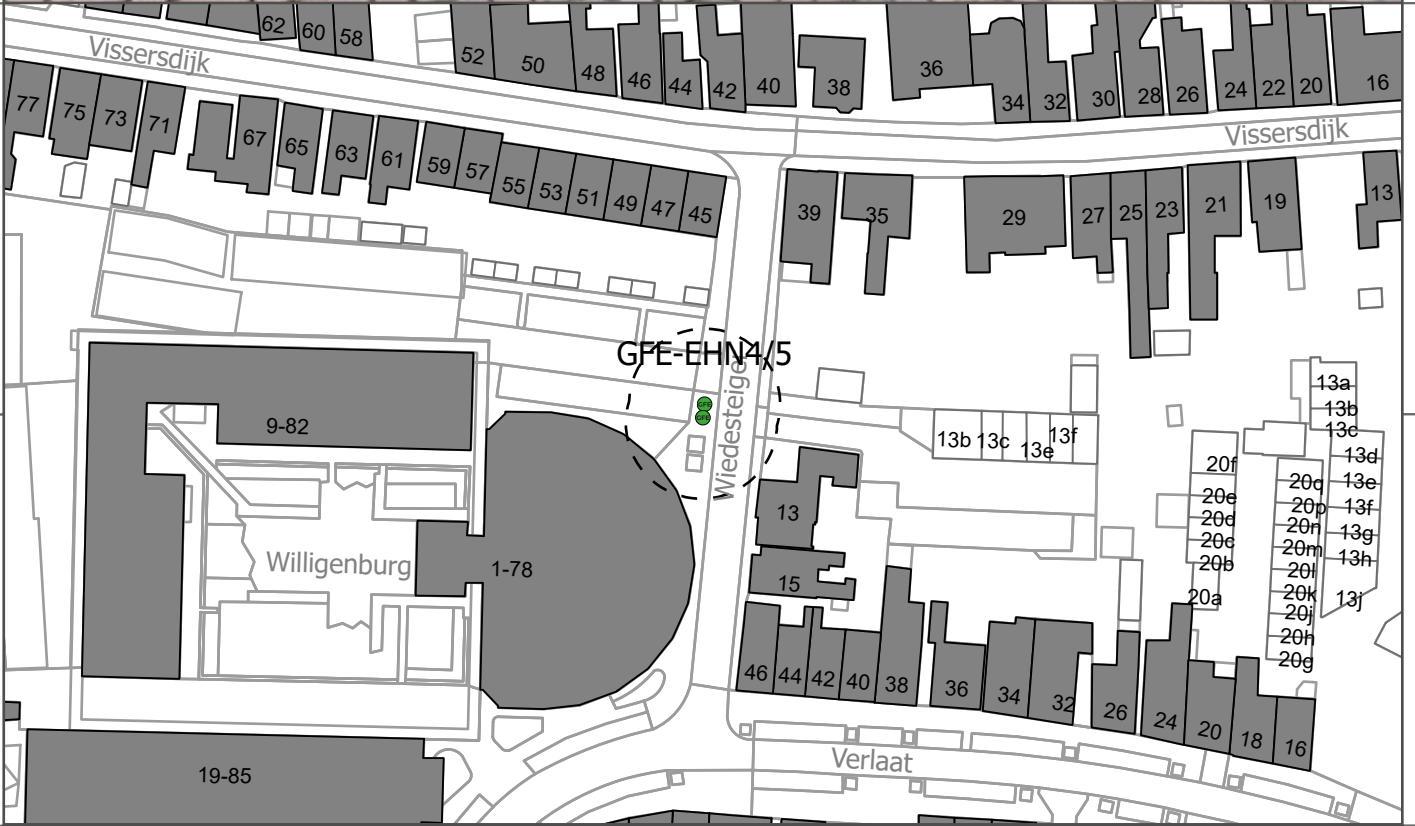 62 60 58
52 50 48 46 44 42 40 38 36 34 32 30 28 26 24 22 20 16
Vissersdijk
Vissersdijk
77 75 73 71 67 65 63 61 59 57 55 53 51 49 47 45
39 35 29 27 25 23 21 19 13
GFE-EHN4/5
GFE
GFE
Wiedesteiger
9-82
Willigenburg
1-78
19-85
13b 13c 13e 13f
13
15
46 44 42 40 38 36 34 32 26 24 20 18 16
Verlaat
20f
20e
20d
20c
20b
20a
20q
20p
20n
20m
20l
20k
20j
20h
20g
13a
13b
13c
13d
13e
13f
13g
13h
13j